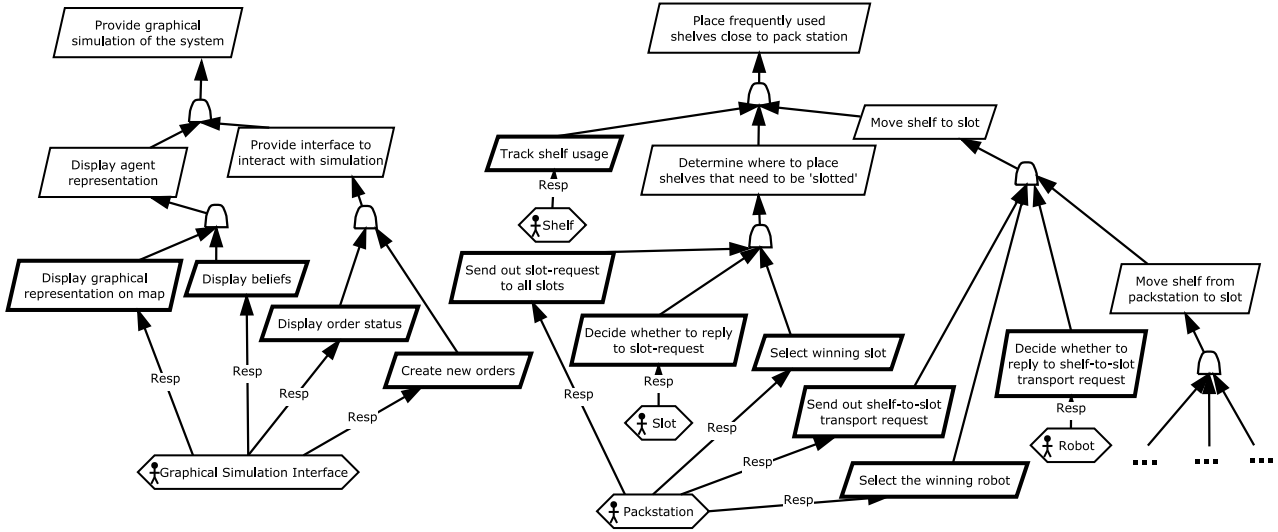 Provide graphical
simulation of the system
Place frequently used
shelves close to pack station
Move shelf to slot
Provide interface to
interact with simulation
Track shelf usage
Display agent
representation
Determine where to place
shelves that need to be 'slotted'
Resp
Shelf
Display graphical
representation on map
Display beliefs
Send out slot-request
to all slots
Move shelf from
packstation to slot
Display order status
Decide whether to reply
to slot-request
Select winning slot
Decide whether to
reply to shelf-to-slot
transport request
Create new orders
Resp
Resp
Resp
Resp
Resp
Resp
Send out shelf-to-slot
transport request
Resp
Slot
Resp
Resp
Robot
Resp
Graphical Simulation Interface
Select the winning robot
Resp
Packstation